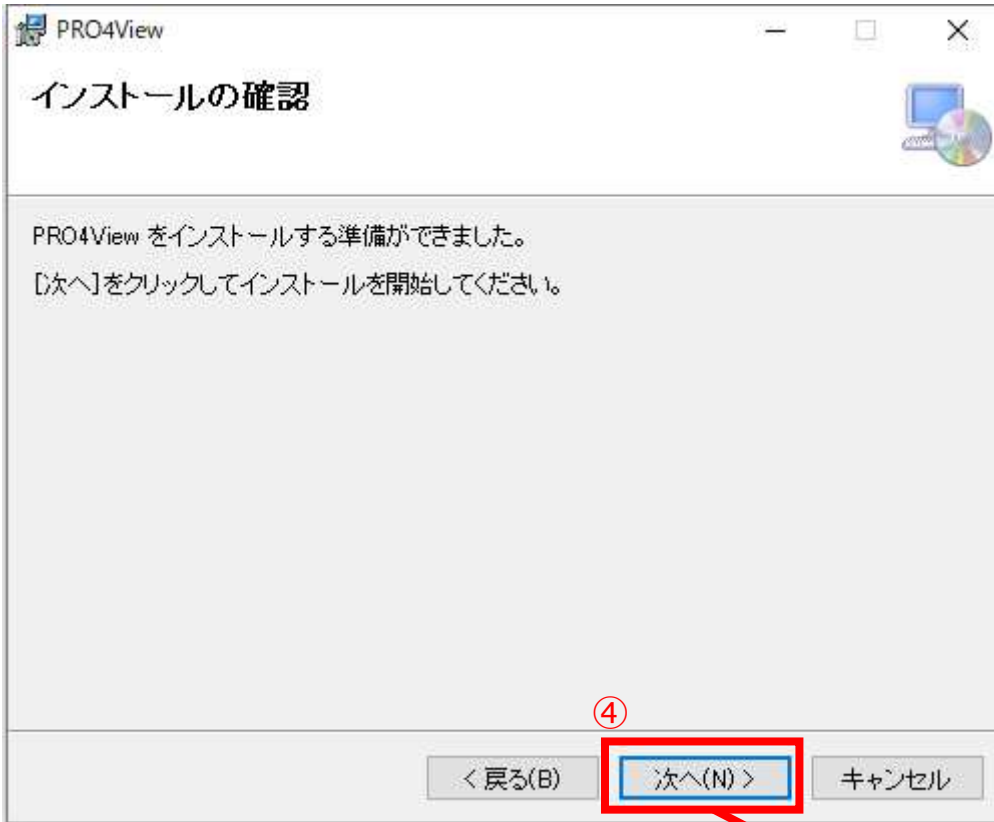 PRO4View
インストールの確認
PRO4View をインストールする準備ができました。
[次へ]をクリックしてインストールを開始してください。
④
< 戻る(B)
次へ(N) >
キャンセル